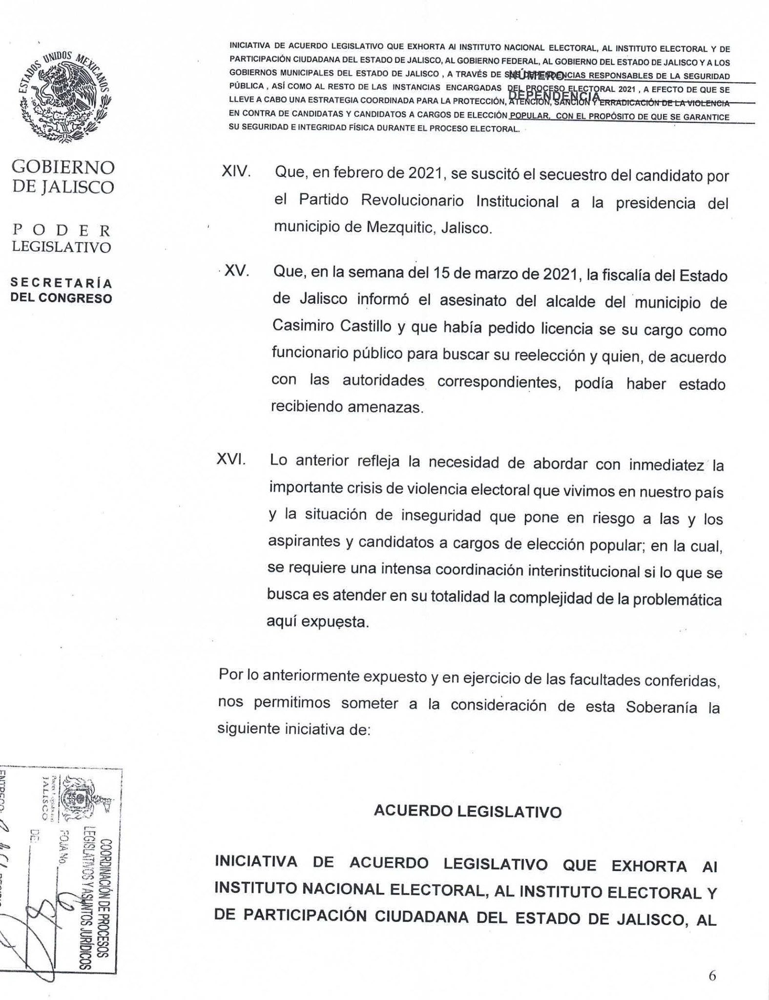 ESTADOS UNIDOS MEXICANOS
GOBIERNO
DE JALISCO
PODER
LEGISLATIVO
SECRETARÍA
DEL CONGRESO
NÚMERO
DEPENDENCIA
INICIATIVA DE ACUERDO LEGISLATIVO QUE EXHORTA Al INSTITUTO NACIONAL ELECTORAL, AL INSTITUTO ELECTORAL Y DE
PARTICIPACIÓN CIUDADANA DEL ESTADO DE JALISCO, AL GOBIERNO FEDERAL, AL GOBIERNO DEL ESTADO DE JALISCO Y A LOS
GOBIERNOS MUNICIPALES DEL ESTADO DE JALISCO , A TRAVÉS DE SUS DEPENDENCIAS RESPONSABLES DE LA SEGURIDAD
PÚBLICA , ASÍ COMO AL RESTO DE LAS INSTANCIAS ENCARGADAS DEL PROCESO ELECTORAL 2021 , A EFECTO DE QUE SE
LLEVE A CABO UNA ESTRATEGIA COORDINADA PARA LA PROTECCIÓN, ATENCIÓN, SANCIÓN Y ERRADICACIÓN DE LA VIOLENCIA
EN CONTRA DE CANDIDATAS Y CANDIDATOS A CARGOS DE ELECCIÓN POPULAR, CON EL PROPÓSITO DE QUE SE GARANTICE
SU SEGURIDAD E INTEGRIDAD FÍSICA DURANTE EL PROCESO ELECTORAL.
XIV. Que, en febrero de 2021, se suscitó el secuestro del candidato por
el Partido Revolucionario Institucional a la presidencia del
municipio de Mezquitic, Jalisco.
XV. Que, en la semana del 15 de marzo de 2021, la fiscalía del Estado
de Jalisco informó el asesinato del alcalde del municipio de
Casimiro Castillo y que había pedido licencia se su cargo como
funcionario público para buscar su reelección y quien, de acuerdo
con las autoridades correspondientes, podía haber estado
recibiendo amenazas.
XVI. Lo anterior refleja la necesidad de abordar con inmediatez la
importante crisis de violencia electoral que vivimos en nuestro país
y la situación de inseguridad que pone en riesgo a las y los
aspirantes y candidatos a cargos de elección popular; en la cual,
se requiere una intensa coordinación interinstitucional si lo que se
busca es atender en su totalidad la complejidad de la problemática
aquí expuesta.
Por lo anteriormente expuesto y en ejercicio de las facultades conferidas,
nos permitimos someter a la consideración de esta Soberanía la
siguiente iniciativa de:
ACUERDO LEGISLATIVO
INICIATIVA DE ACUERDO LEGISLATIVO QUE EXHORTA Al
INSTITUTO NACIONAL ELECTORAL, AL INSTITUTO ELECTORAL Y
DE PARTICIPACIÓN CIUDADANA DEL ESTADO DE JALISCO, AL
COORDINACIÓN DE PROCESOS
LEGISLATIVOS Y ASUNTOS JURÍDICOS
Poder Legislativo
JALISCO
FOJA No. 6
DE: 8
6